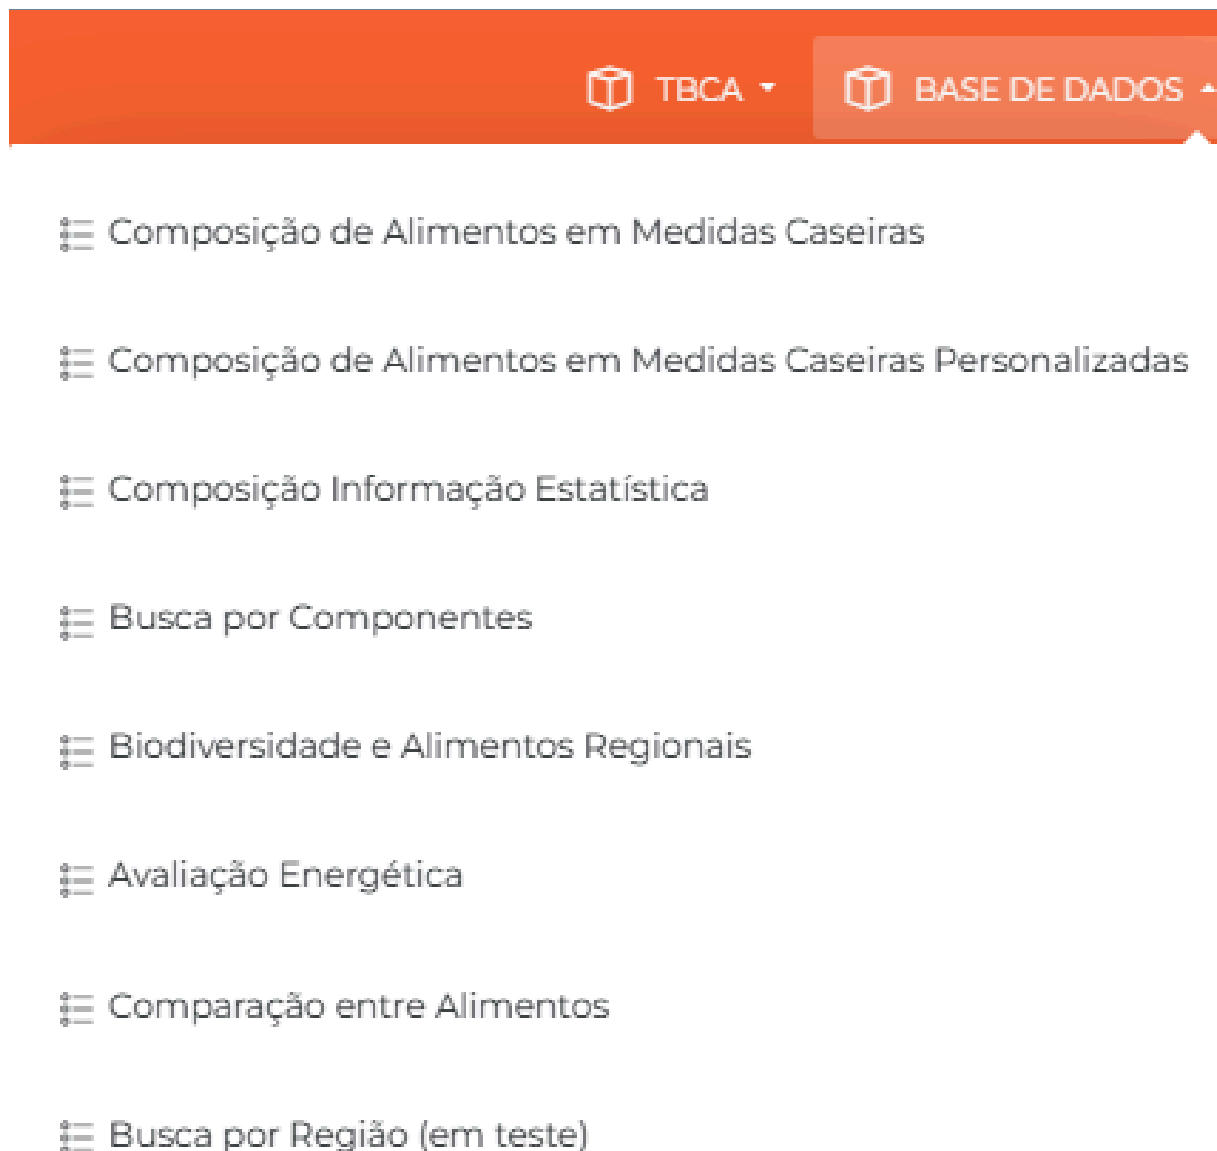 TBCA
BASE DE DADOS
Composição de Alimentos em Medidas Caseiras
Composição de Alimentos em Medidas Caseiras Personalizadas
Composição Informação Estatística
Busca por Componentes
Biodiversidade e Alimentos Regionais
Avaliação Energética
Comparação entre Alimentos
Busca por Região (em teste)